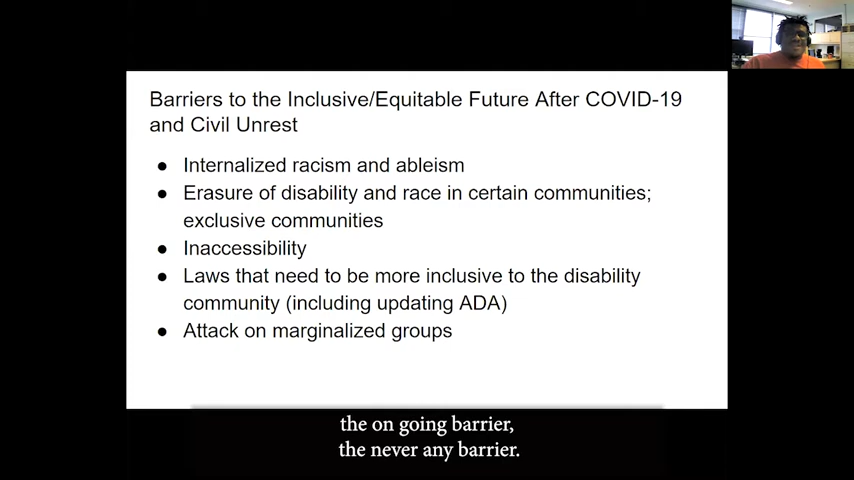 Barriers to the Inclusive/Equitable Future After COVID-19
and Civil Unrest
● Internalized racism and ableism
● Erasure of disability and race in certain communities;
exclusive communities
● Inaccessibility
● Laws that need to be more inclusive to the disability
community (including updating ADA)
● Attack on marginalized groups
the on going barrier,
the never any barrier.